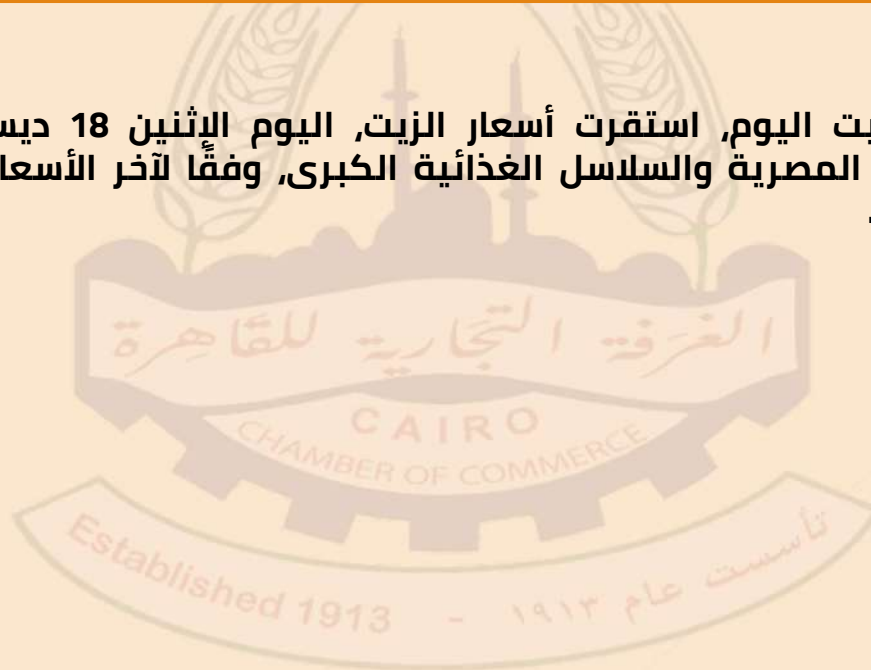 يت اليوم، استقرت أسعار الزيت، اليوم الإثنين 18 ديس
المصرية والسلاسل الغذائية الكبرى، وفقًا لآخر الأسعا
.
الغرفة التجارية للقاهرة
CAIRO
CHAMBER OF COMMERCE
Established 1913 - تأسست عام ١٩١٣